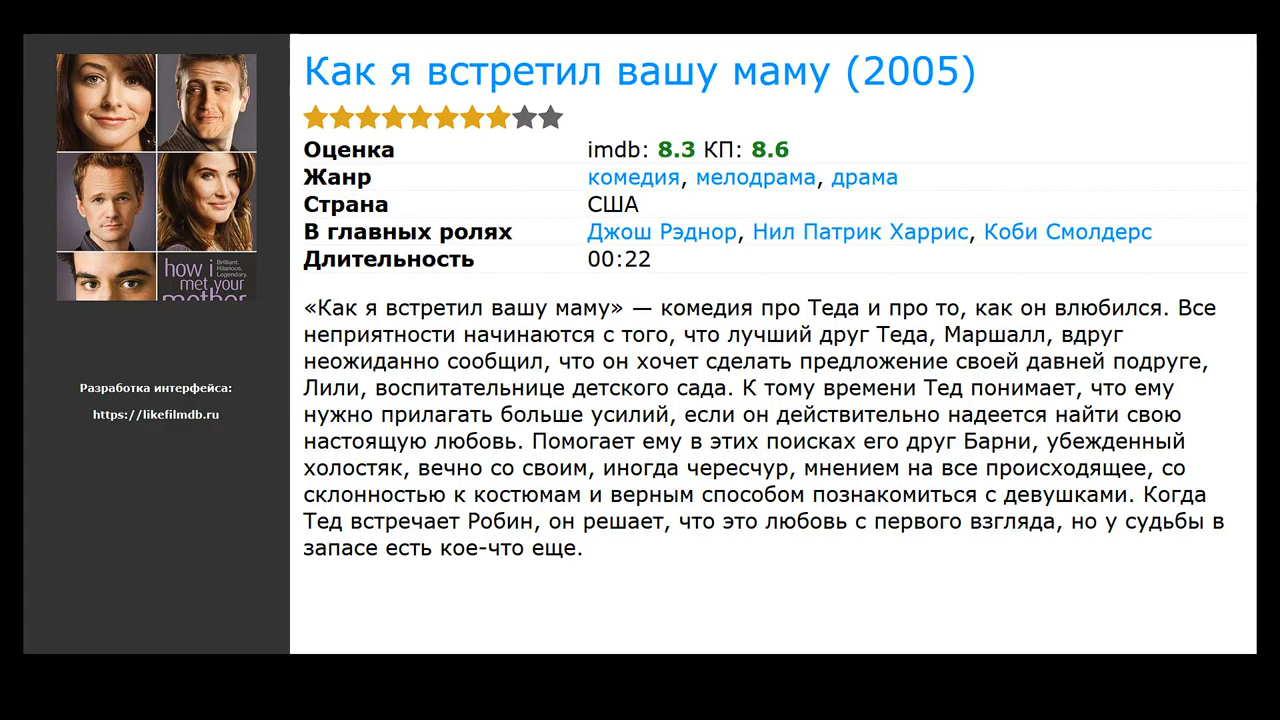 Как я встретил вашу маму (2005)
Оценка imdb: 8.3 КП: 8.6
Жанр комедия, мелодрама, драма
Страна США
В главных ролях Джош Рэднор, Нил Патрик Харрис, Коби Смолдерс
Длительность 00:22
«Как я встретил вашу маму» — комедия про Теда и про то, как он влюбился. Все
неприятности начинаются с того, что лучший друг Теда, Маршалл, вдруг
неожиданно сообщил, что он хочет сделать предложение своей давней подруге,
Лили, воспитательнице детского сада. К тому времени Тед понимает, что ему
нужно прилагать больше усилий, если он действительно надеется найти свою
настоящую любовь. Помогает ему в этих поисках его друг Барни, убежденный
холостяк, вечно со своим, иногда чересчур, мнением на все происходящее, со
склонностью к костюмам и верным способом познакомиться с девушками. Когда
Тед встречает Робин, он решает, что это любовь с первого взгляда, но у судьбы в
запасе есть кое-что еще.
how i
met your
mother
Brilliant.
Hilarious.
Legendary.
Разработка интерфейса:
https://likefilmdb.ru